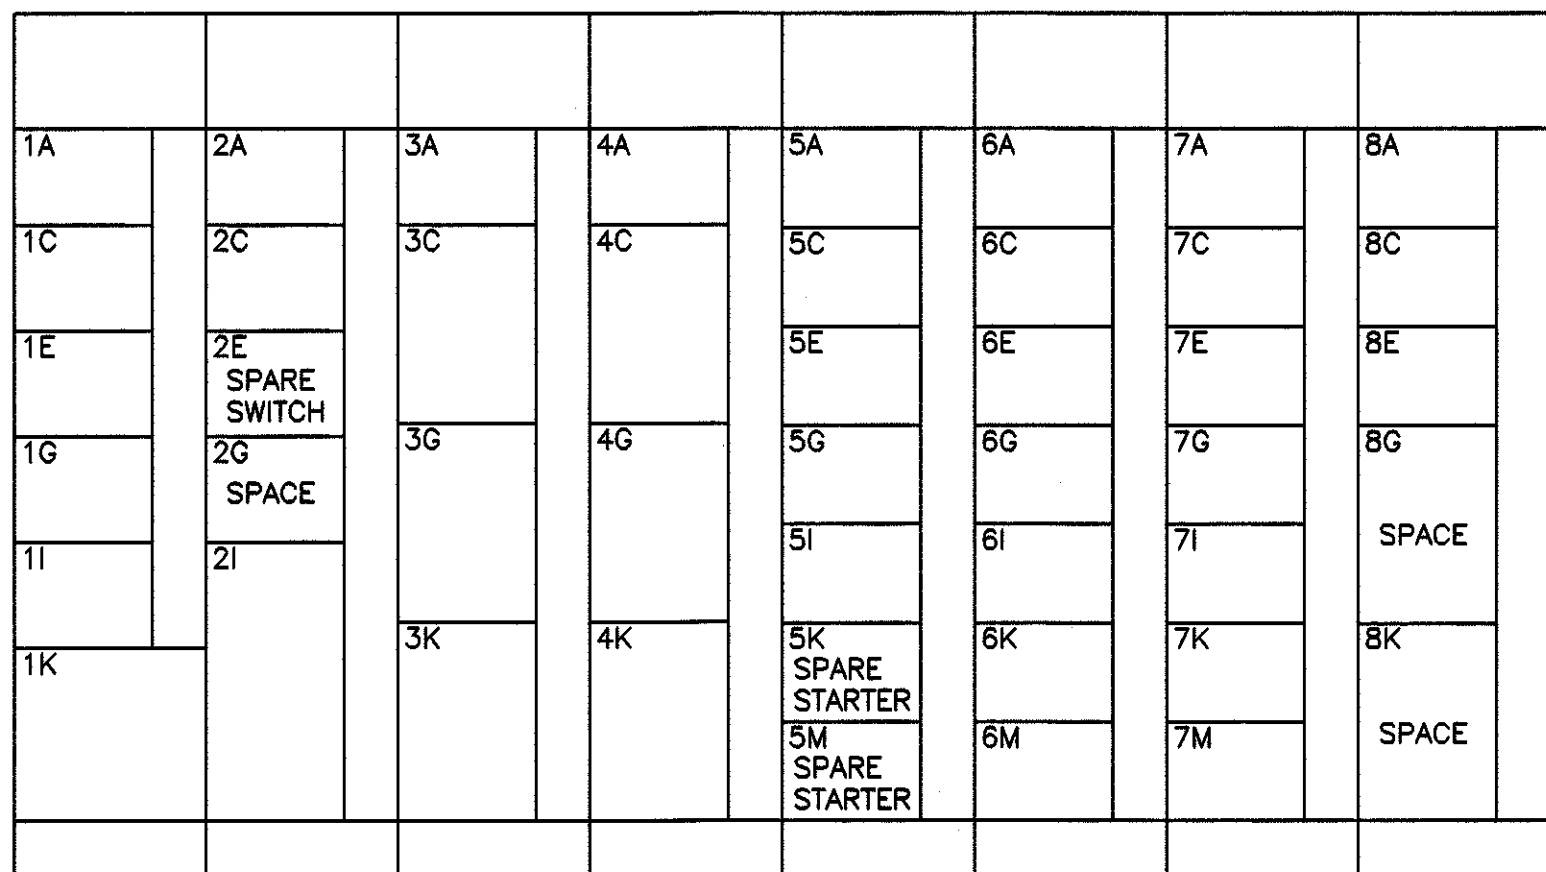 1A
1C
1E
1G
1I
1K
2A
2C
2E
SPARE
SWITCH
2G
SPACE
2I
3A
3C
3G
3K
4A
4C
4G
4K
5A
5C
5E
5G
5I
5K
SPARE
STARTER
5M
SPARE
STARTER
6A
6C
6E
6G
6I
6K
6M
7A
7C
7E
7G
7I
7K
7M
8A
8C
8E
8G
SPACE
8K
SPACE